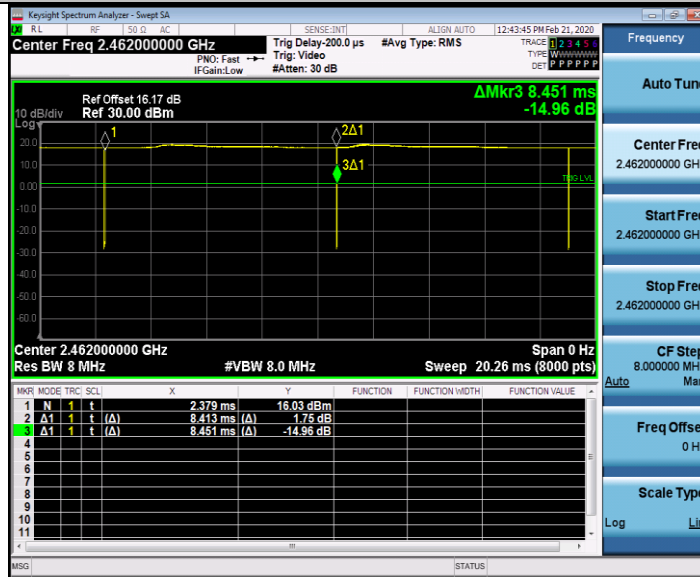 Keysight Spectrum Analyzer - Swept SA
RL RF 50 Ω AC SENSE:INT ALIGN AUTO 12:43:45 PM Feb 21, 2020
Center Freq 2.462000000 GHz
PNO: Fast
IFGain:Low
Trig Delay-200.0 µs
Trig: Video
#Atten: 30 dB
#Avg Type: RMS
TRACE 1 2 3 4 5 6
TYPE WWWWWW
DET P P P P P P
Frequency
ΔMkr3 8.451 ms
-14.96 dB
Ref Offset 16.17 dB
10 dB/div Ref 30.00 dBm
Log
1
2Δ1
3Δ1
TRIG LVL
20.0
10.0
0.00
-10.0
-20.0
-30.0
-40.0
-50.0
-60.0
Center 2.462000000 GHz Span 0 Hz
Res BW 8 MHz #VBW 8.0 MHz Sweep 20.26 ms (8000 pts)
MKR MODE TRC SCL X Y FUNCTION FUNCTION WIDTH FUNCTION VALUE
1 N 1 t 2.379 ms 16.03 dBm
2 Δ1 1 t (Δ) 8.413 ms (Δ) 1.75 dB
3 Δ1 1 t (Δ) 8.451 ms (Δ) -14.96 dB
4
5
6
7
8
9
10
11
MSG STATUS
Auto Tun
Center Fre
2.462000000 GH
Start Fre
2.462000000 GH
Stop Fre
2.462000000 GH
CF Step
8.000000 MH
Auto Ma
Freq Offse
0 H
Scale Type
Log Li